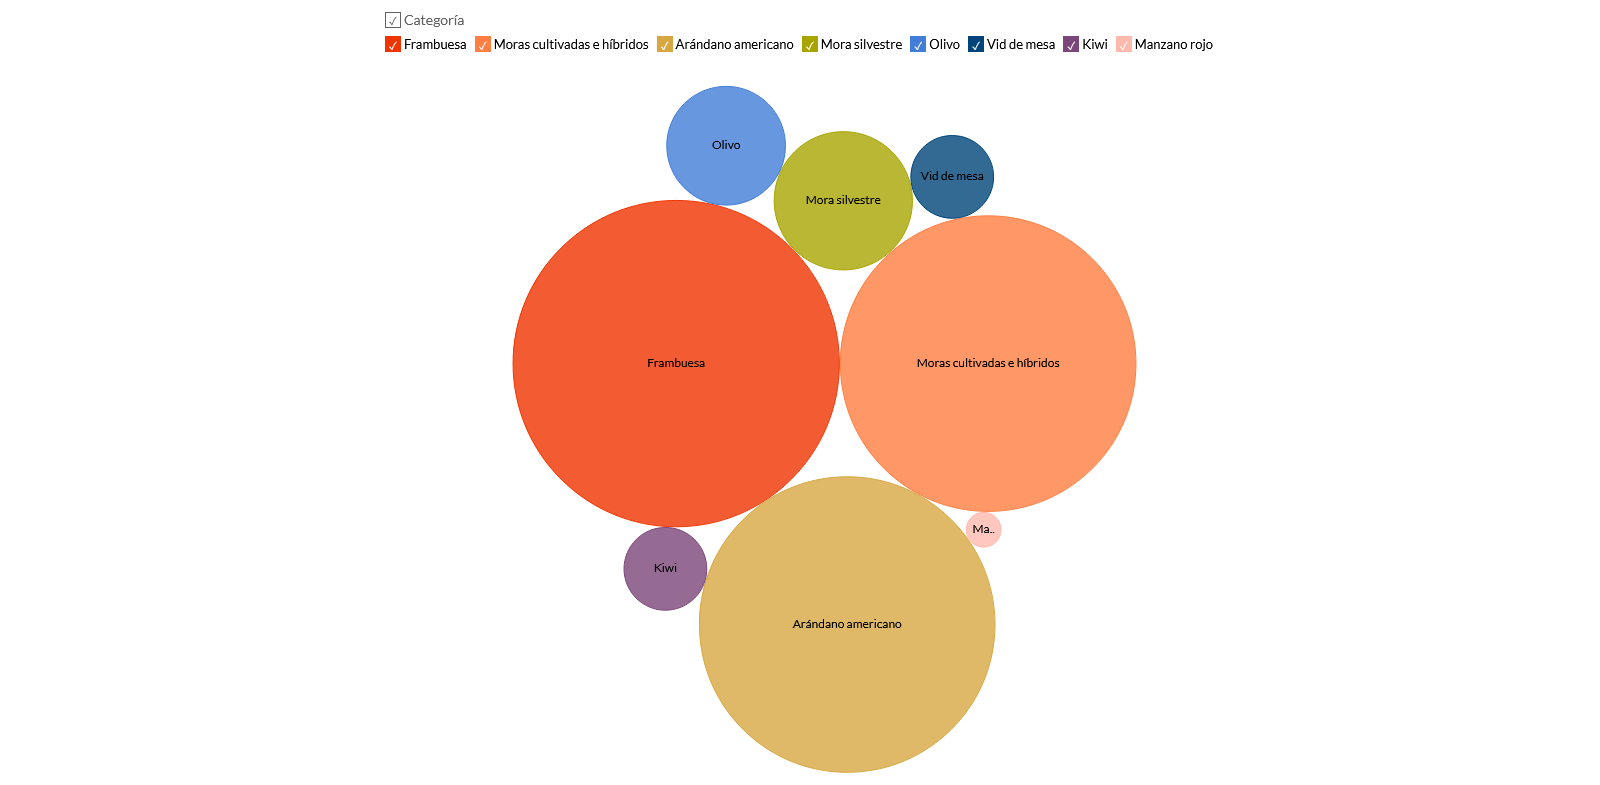 Categoría
Frambuesa Moras cultivadas e híbridos Arándano americano Mora silvestre Olivo Vid de mesa Kiwi Manzano rojo
Olivo
Vid de mesa
Mora silvestre
Frambuesa
Moras cultivadas e híbridos
Ma..
Kiwi
Arándano americano